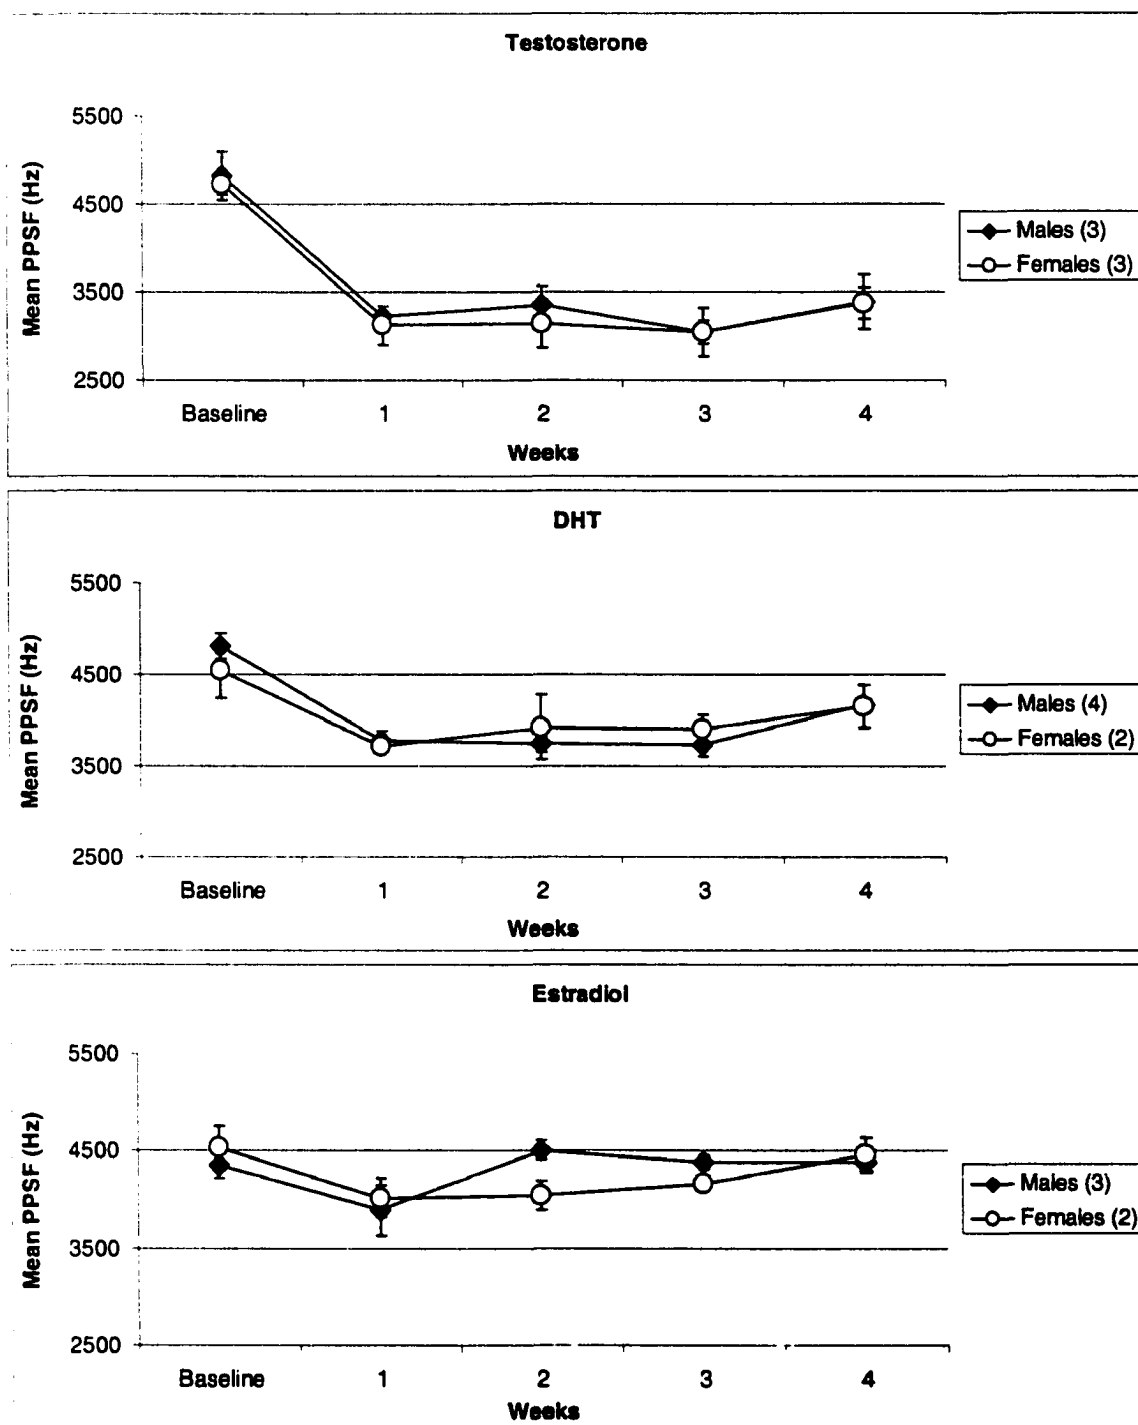 Testosterone
5500
4500
3500
2500
Mean PPSF (Hz)
Baseline 1 2 3 4
Weeks
Males (3)
Females (3)
DHT
5500
4500
3500
2500
Mean PPSF (Hz)
Baseline 1 2 3 4
Weeks
Males (4)
Females (2)
Estradiol
5500
4500
3500
2500
Mean PPSF (Hz)
Baseline 1 2 3 4
Weeks
Males (3)
Females (2)